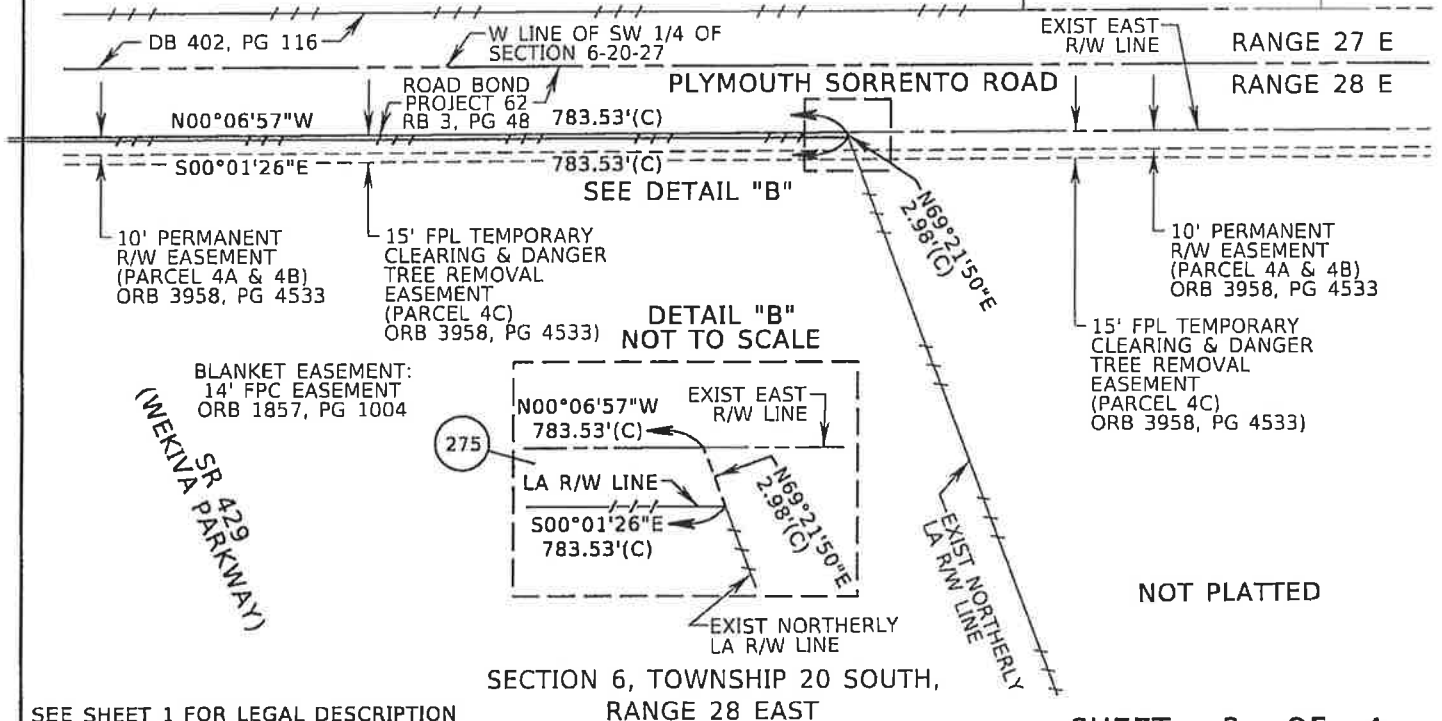 DB 402, PG 116
W LINE OF SW 1/4 OF
SECTION 6-20-27
EXIST EAST
R/W LINE
RANGE 27 E
RANGE 28 E
PLYMOUTH SORRENTO ROAD
ROAD BOND
PROJECT 62
RB 3, PG 48
N00°06'57"W
783.53'(C)
S00°01'26"E
783.53'(C)
SEE DETAIL "B"
N69°21'50"E
2.98'(C)
10' PERMANENT
R/W EASEMENT
(PARCEL 4A & 4B)
ORB 3958, PG 4533
15' FPL TEMPORARY
CLEARING & DANGER
TREE REMOVAL
EASEMENT
(PARCEL 4C)
ORB 3958, PG 4533)
10' PERMANENT
R/W EASEMENT
(PARCEL 4A & 4B)
ORB 3958, PG 4533
15' FPL TEMPORARY
CLEARING & DANGER
TREE REMOVAL
EASEMENT
(PARCEL 4C)
ORB 3958, PG 4533)
BLANKET EASEMENT:
14' FPC EASEMENT
ORB 1857, PG 1004
SR 429
(WEKIVA PARKWAY)
DETAIL "B"
NOT TO SCALE
N00°06'57"W
783.53'(C)
EXIST EAST
R/W LINE
275
LA R/W LINE
S00°01'26"E
783.53'(C)
N69°21'50"E
2.98'(C)
EXIST NORTHERLY
LA R/W LINE
EXIST NORTHERLY
LA R/W LINE
NOT PLATTED
SECTION 6, TOWNSHIP 20 SOUTH,
RANGE 28 EAST
SEE SHEET 1 FOR LEGAL DESCRIPTION